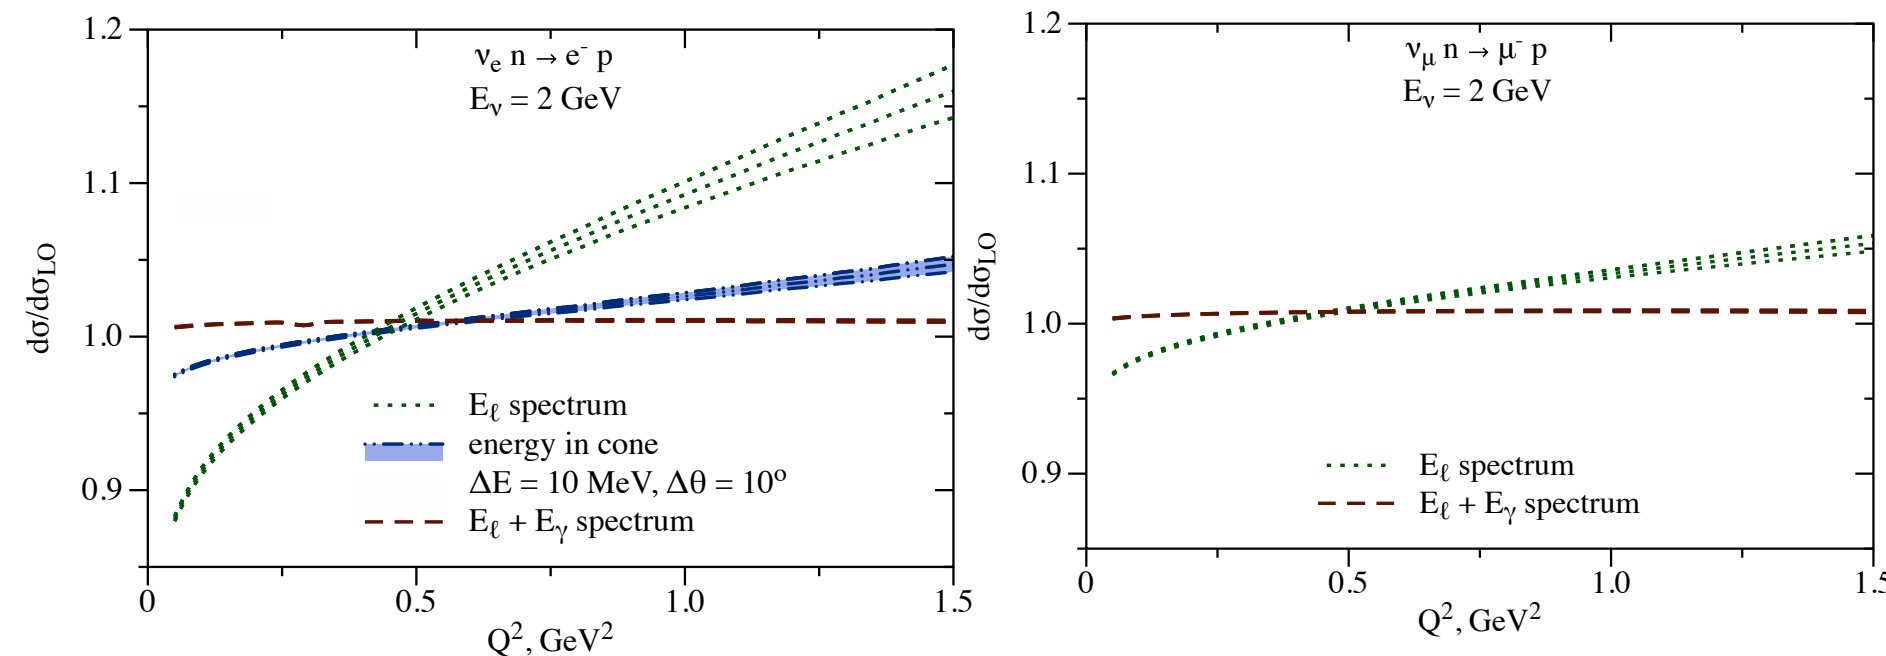 1.2
1.1
1.0
0.9
dσ/dσLO
νe n → e- p
Eν = 2 GeV
Eℓ spectrum
energy in cone
ΔE = 10 MeV, Δθ = 10o
Eℓ + Eγ spectrum
0 0.5 1.0 1.5
Q2, GeV2
1.2
1.1
1.0
0.9
dσ/dσLO
νμ n → μ- p
Eν = 2 GeV
Eℓ spectrum
Eℓ + Eγ spectrum
0 0.5 1.0 1.5
Q2, GeV2